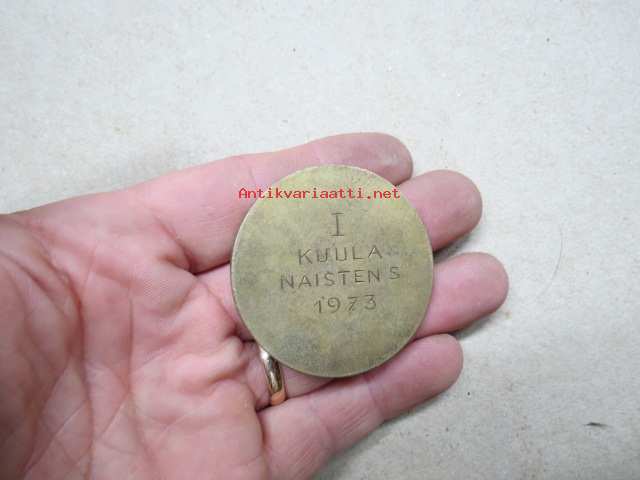 Antikvariaatti.net
I
KUULA
NAISTEN S
1973